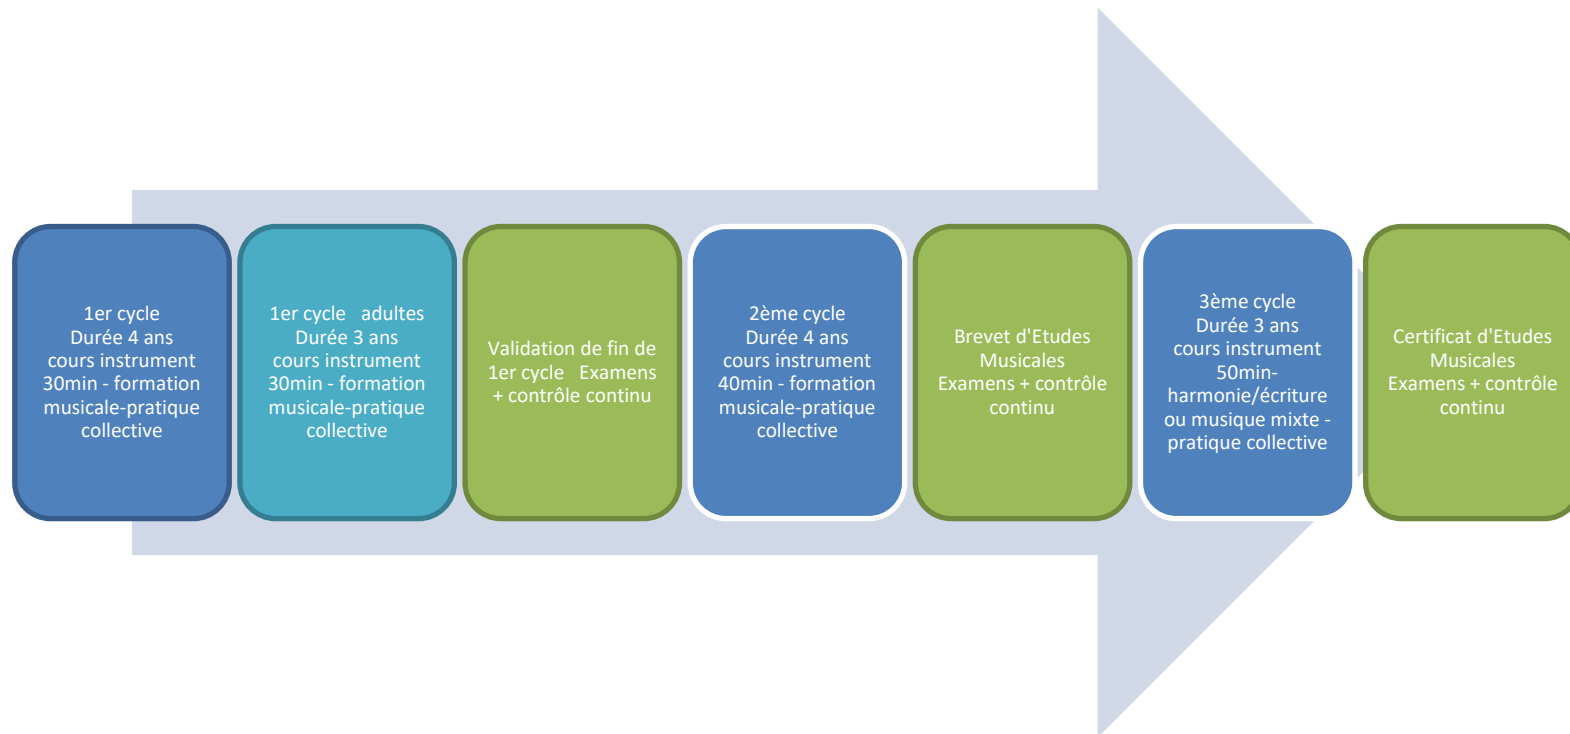 1er cycle
Durée 4 ans
cours instrument
30min - formation
musicale-pratique
collective
1er cycle   adultes
Durée 3 ans
cours instrument
30min - formation
musicale-pratique
collective
Validation de fin de
1er cycle   Examens
+ contrôle continu
2ème cycle
Durée 4 ans
cours instrument
40min - formation
musicale-pratique
collective
Brevet d'Etudes
Musicales
Examens + contrôle
continu
3ème cycle
Durée 3 ans
cours instrument
50min-
harmonie/écriture
ou musique mixte -
pratique collective
Certificat d'Etudes
Musicales
Examens + contrôle
continu